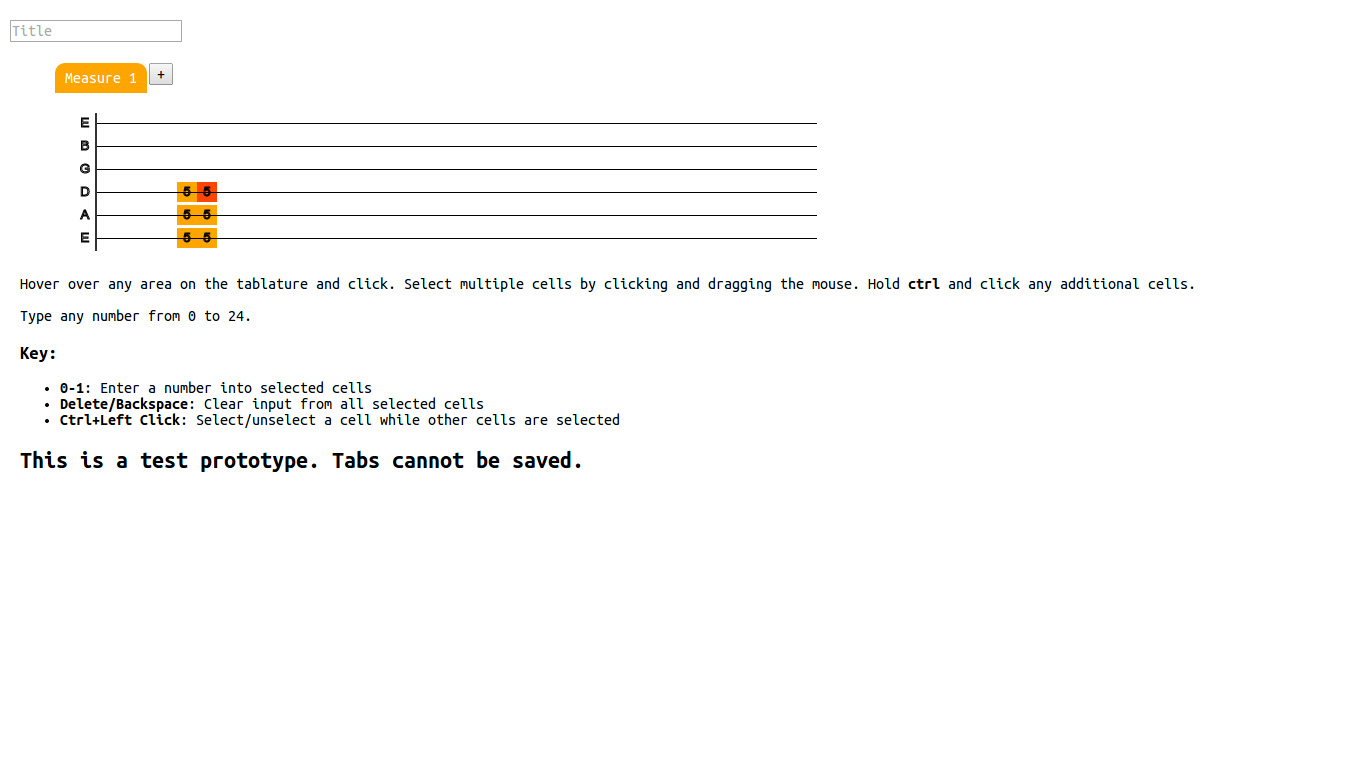 Title
Measure 1 +
E
B
G
D 5 5
A 5 5
E 5 5
Hover over any area on the tablature and click. Select multiple cells by clicking and dragging the mouse. Hold ctrl and click any additional cells.
Type any number from 0 to 24.
Key:
• 0-1: Enter a number into selected cells
• Delete/Backspace: Clear input from all selected cells
• Ctrl+Left Click: Select/unselect a cell while other cells are selected
This is a test prototype. Tabs cannot be saved.